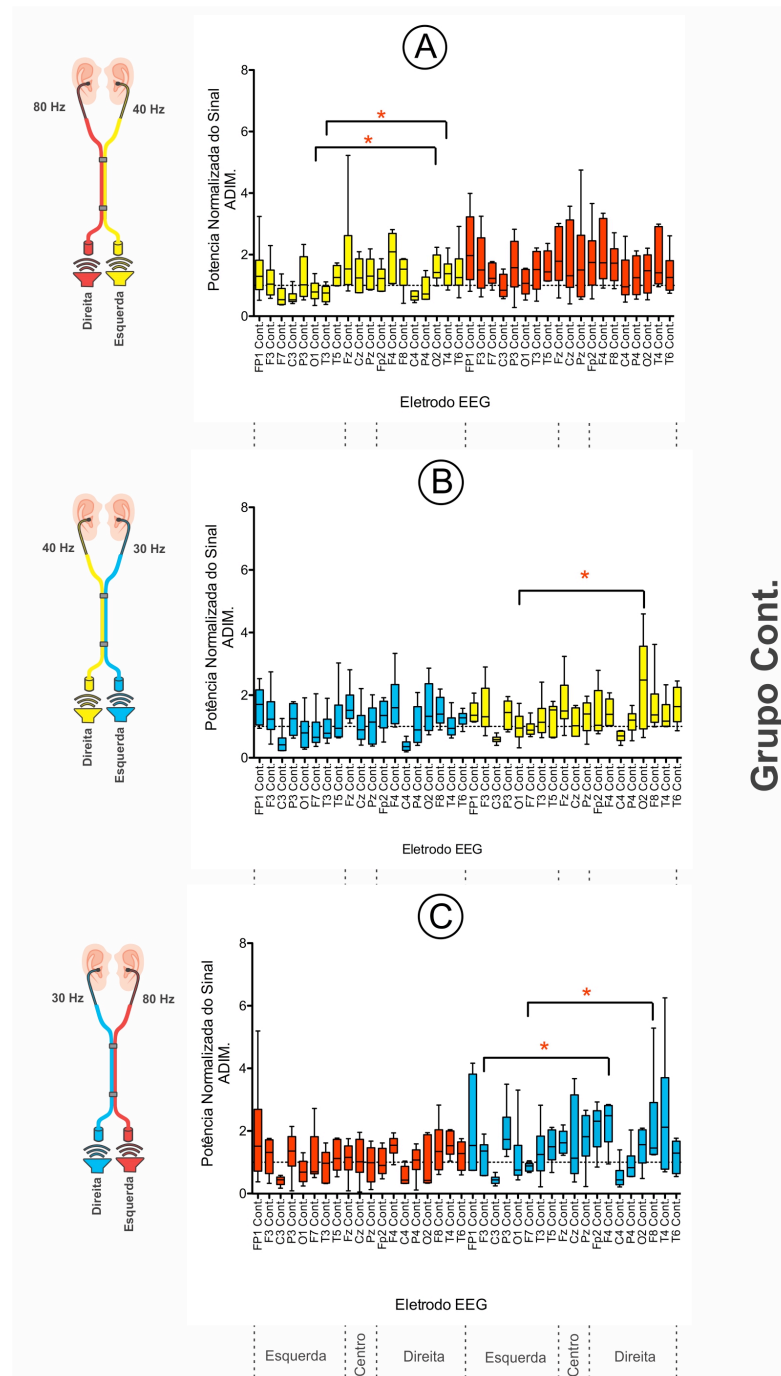 A
80 Hz
40 Hz
Direita
Esquerda
Potencia Normalizada do Sinal
ADIM.
8
6
4
2
0
*
*
FP1 Cont.
F3 Cont.
F7 Cont.
C3 Cont.
P3 Cont.
O1 Cont.
T3 Cont.
T5 Cont.
Fz Cont.
Cz Cont.
Pz Cont.
Fp2 Cont.
F4 Cont.
F8 Cont.
C4 Cont.
P4 Cont.
O2 Cont.
T4 Cont.
T6 Cont.
FP1 Cont.
F3 Cont.
F7 Cont.
C3 Cont.
P3 Cont.
O1 Cont.
T3 Cont.
T5 Cont.
Fz Cont.
Cz Cont.
Pz Cont.
Fp2 Cont.
F4 Cont.
F8 Cont.
C4 Cont.
P4 Cont.
O2 Cont.
T4 Cont.
T6 Cont.
Eletrodo EEG
B
40 Hz
30 Hz
Direita
Esquerda
Potência Normalizada do Sinal
ADIM.
8
6
4
2
0
*
FP1 Cont.
F3 Cont.
C3 Cont.
P3 Cont.
O1 Cont.
F7 Cont.
T3 Cont.
T5 Cont.
Fz Cont.
Cz Cont.
Pz Cont.
Fp2 Cont.
F4 Cont.
C4 Cont.
P4 Cont.
O2 Cont.
F8 Cont.
T4 Cont.
T6 Cont.
FP1 Cont.
F3 Cont.
C3 Cont.
P3 Cont.
O1 Cont.
F7 Cont.
T3 Cont.
T5 Cont.
Fz Cont.
Cz Cont.
Pz Cont.
Fp2 Cont.
F4 Cont.
C4 Cont.
P4 Cont.
O2 Cont.
F8 Cont.
T4 Cont.
T6 Cont.
Eletrodo EEG
Grupo Cont.
C
30 Hz
80 Hz
Direita
Esquerda
Potência Normalizada do Sinal
ADIM.
8
6
4
2
0
*
*
FP1 Cont.
F3 Cont.
C3 Cont.
P3 Cont.
O1 Cont.
F7 Cont.
T3 Cont.
T5 Cont.
Fz Cont.
Cz Cont.
Pz Cont.
Fp2 Cont.
F4 Cont.
C4 Cont.
P4 Cont.
O2 Cont.
F8 Cont.
T4 Cont.
T6 Cont.
FP1 Cont.
F3 Cont.
C3 Cont.
P3 Cont.
O1 Cont.
F7 Cont.
T3 Cont.
T5 Cont.
Fz Cont.
Cz Cont.
Pz Cont.
Fp2 Cont.
F4 Cont.
C4 Cont.
P4 Cont.
O2 Cont.
F8 Cont.
T4 Cont.
T6 Cont.
Eletrodo EEG
Esquerda
Centro
Direita
Esquerda
Centro
Direita